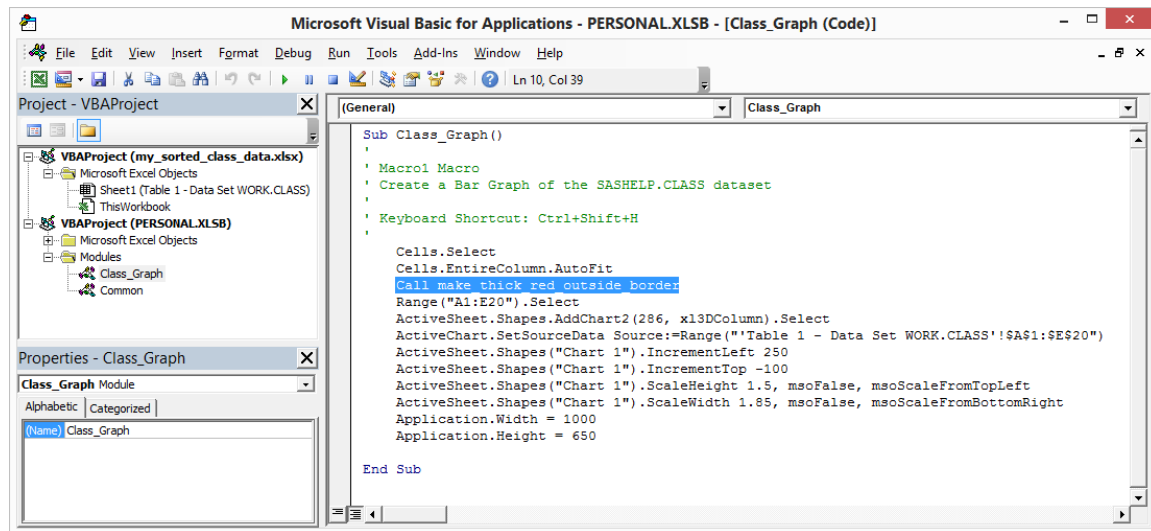 Microsoft Visual Basic for Applications - PERSONAL.XLSB - [Class_Graph (Code)]
File Edit View Insert Format Debug Run Tools Add-Ins Window Help
Ln 10, Col 39
Project - VBAProject
VBAProject (my_sorted_class_data.xlsx)
Microsoft Excel Objects
Sheet1 (Table 1 - Data Set WORK.CLASS)
ThisWorkbook
VBAProject (PERSONAL.XLSB)
Microsoft Excel Objects
Modules
Class_Graph
Common
Properties - Class_Graph
Class_Graph Module
Alphabetic Categorized
(Name) Class_Graph
(General) Class_Graph
Sub Class_Graph()
'
' Macro1 Macro
' Create a Bar Graph of the SASHELP.CLASS dataset
'
' Keyboard Shortcut: Ctrl+Shift+H
'
Cells.Select
Cells.EntireColumn.AutoFit
Call make_thick_red_outside_border
Range("A1:E20").Select
ActiveSheet.Shapes.AddChart2(286, xl3DColumn).Select
ActiveChart.SetSourceData Source:=Range("'Table 1 - Data Set WORK.CLASS'!$A$1:$E$20")
ActiveSheet.Shapes("Chart 1").IncrementLeft 250
ActiveSheet.Shapes("Chart 1").IncrementTop -100
ActiveSheet.Shapes("Chart 1").ScaleHeight 1.5, msoFalse, msoScaleFromTopLeft
ActiveSheet.Shapes("Chart 1").ScaleWidth 1.85, msoFalse, msoScaleFromBottomRight
Application.Width = 1000
Application.Height = 650
End Sub